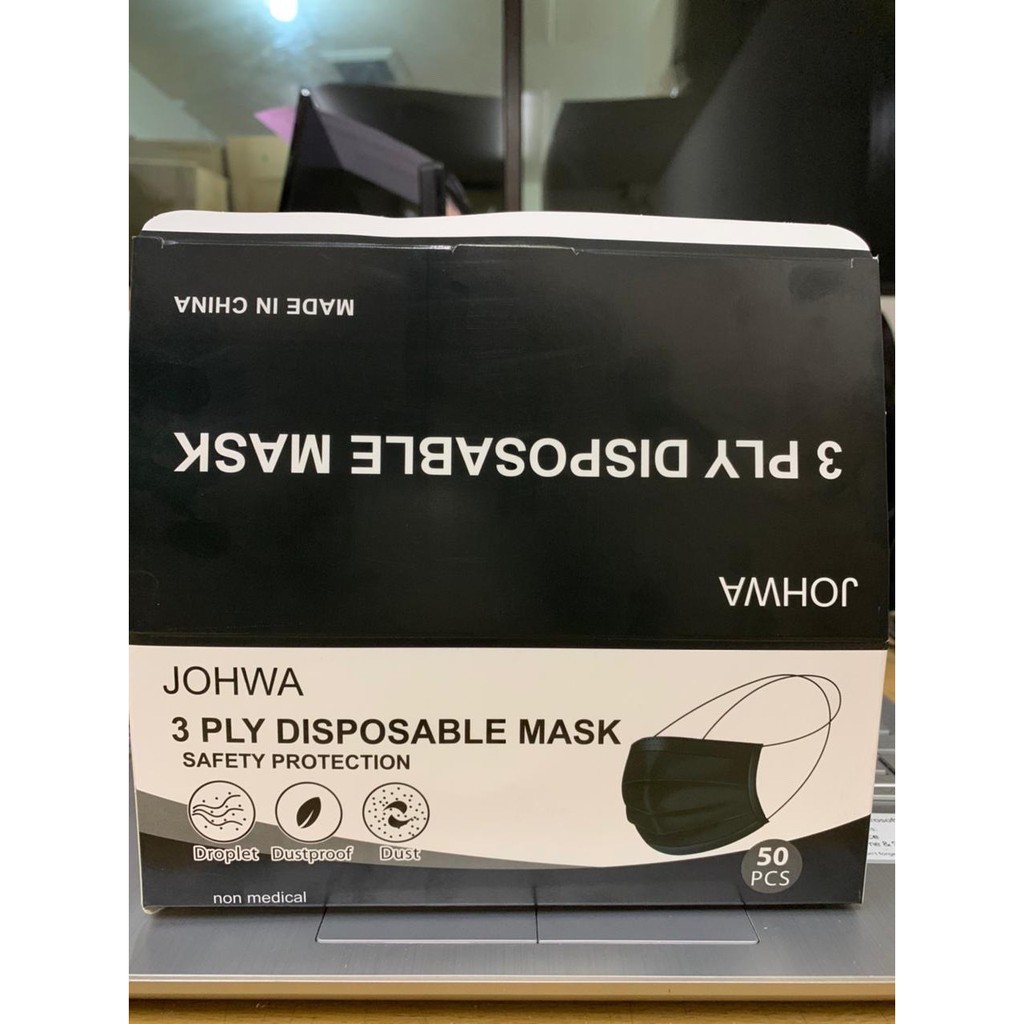 MADE IN CHINA
3 PLY DISPOSABLE MASK
JOHWA
JOHWA
3 PLY DISPOSABLE MASK
SAFETY PROTECTION
Droplet Dustproof Dust
50
PCS
non medical